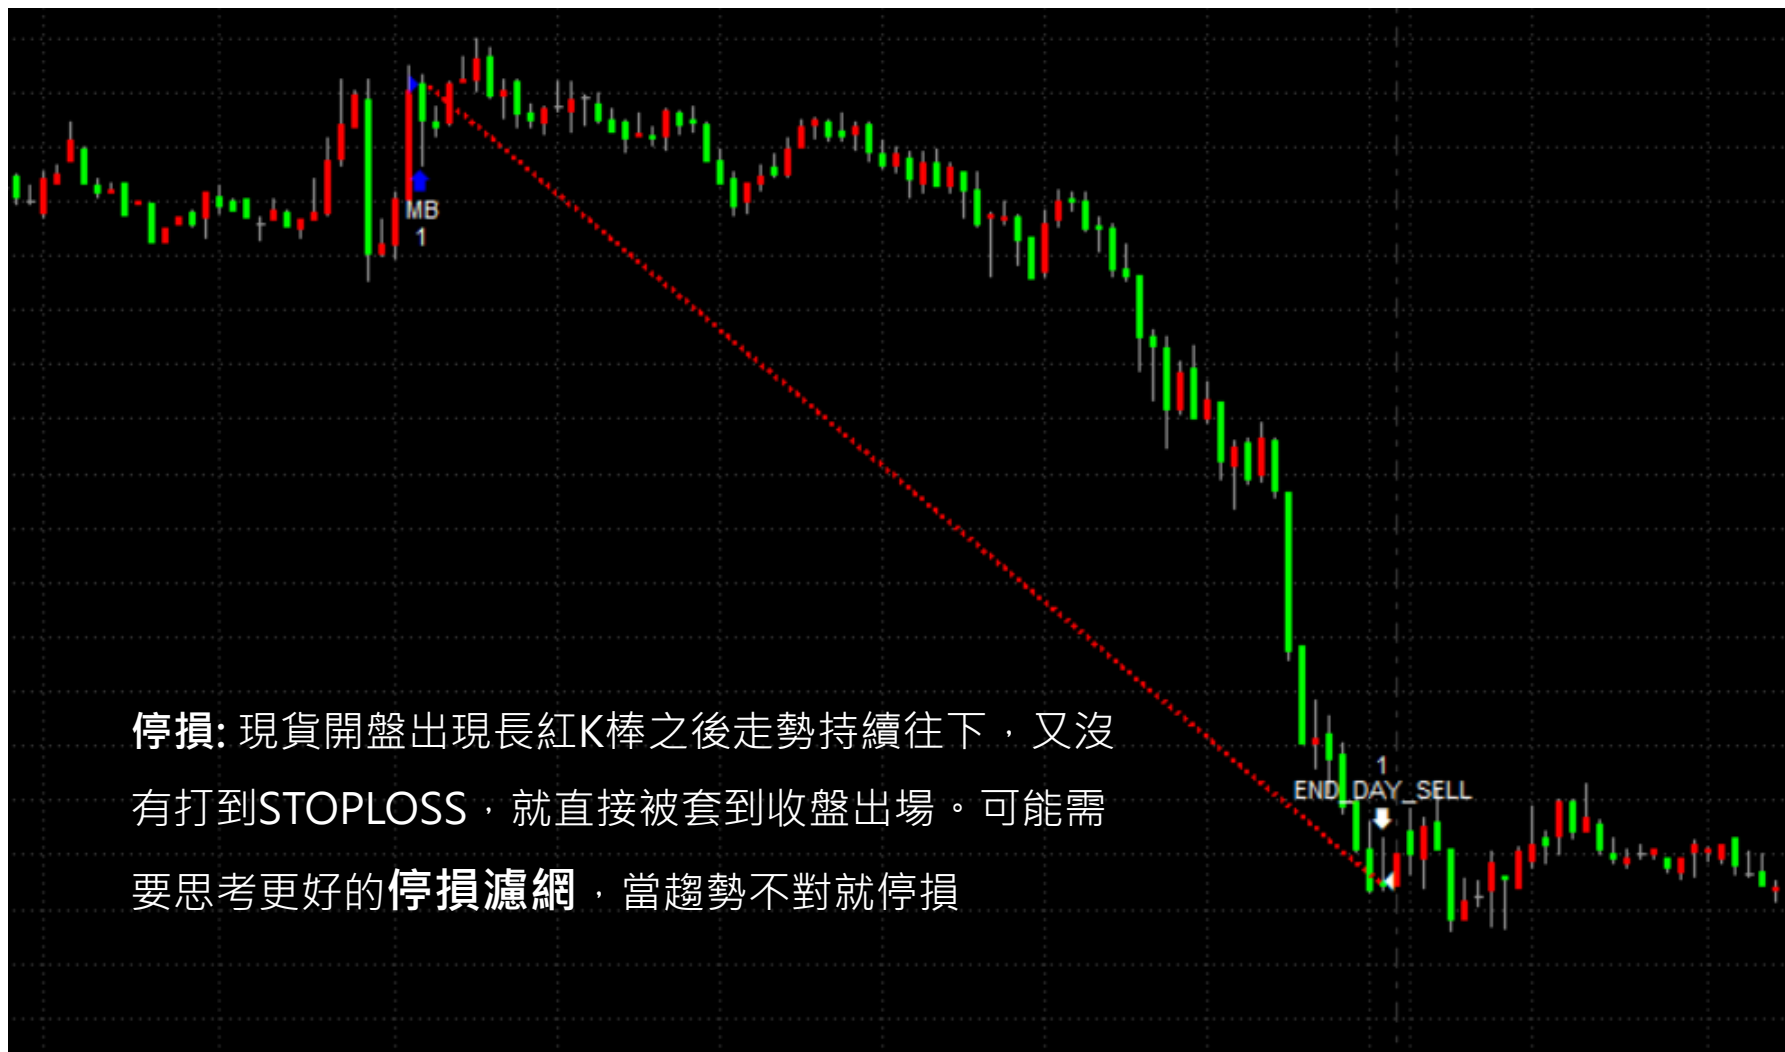 MB
1
停損: 現貨開盤出現長紅K棒之後走勢持續往下，又沒
有打到STOPLOSS，就直接被套到收盤出場。可能需
要思考更好的停損濾網，當趨勢不對就停損
1
END_DAY_SELL